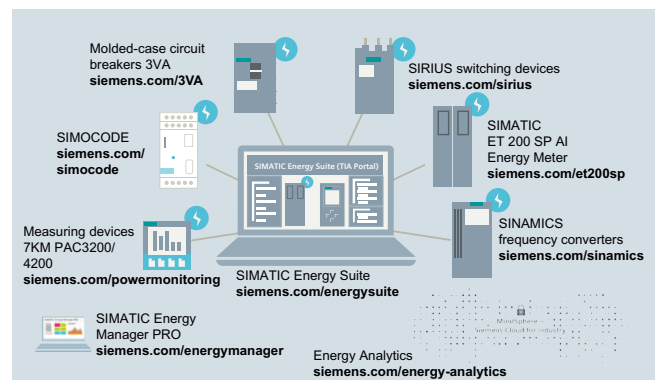 Molded-case circuit
breakers 3VA
siemens.com/3VA
SIRIUS switching devices
siemens.com/sirius
SIMOCODE
siemens.com/
simocode
SIMATIC
ET 200 SP AI
Energy Meter
siemens.com/et200sp
SIMATIC Energy Suite (TIA Portal)
Measuring devices
7KM PAC3200/
4200
siemens.com/powermonitoring
SINAMICS
frequency converters
siemens.com/sinamics
SIMATIC Energy Suite
siemens.com/energysuite
SIMATIC Energy
Manager PRO
siemens.com/energymanager
MindSphere –
Siemens Cloud for Industry
Energy Analytics
siemens.com/energy-analytics